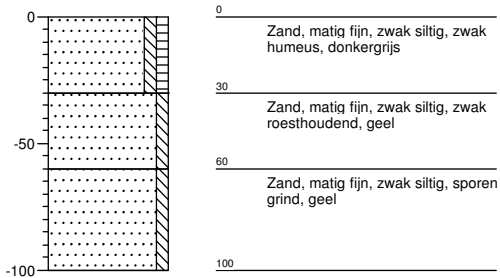 0
0
Zand, matig fijn, zwak siltig, zwak
humeus, donkergrijs
30
Zand, matig fijn, zwak siltig, zwak
roesthoudend, geel
-50
60
Zand, matig fijn, zwak siltig, sporen
grind, geel
-100
100